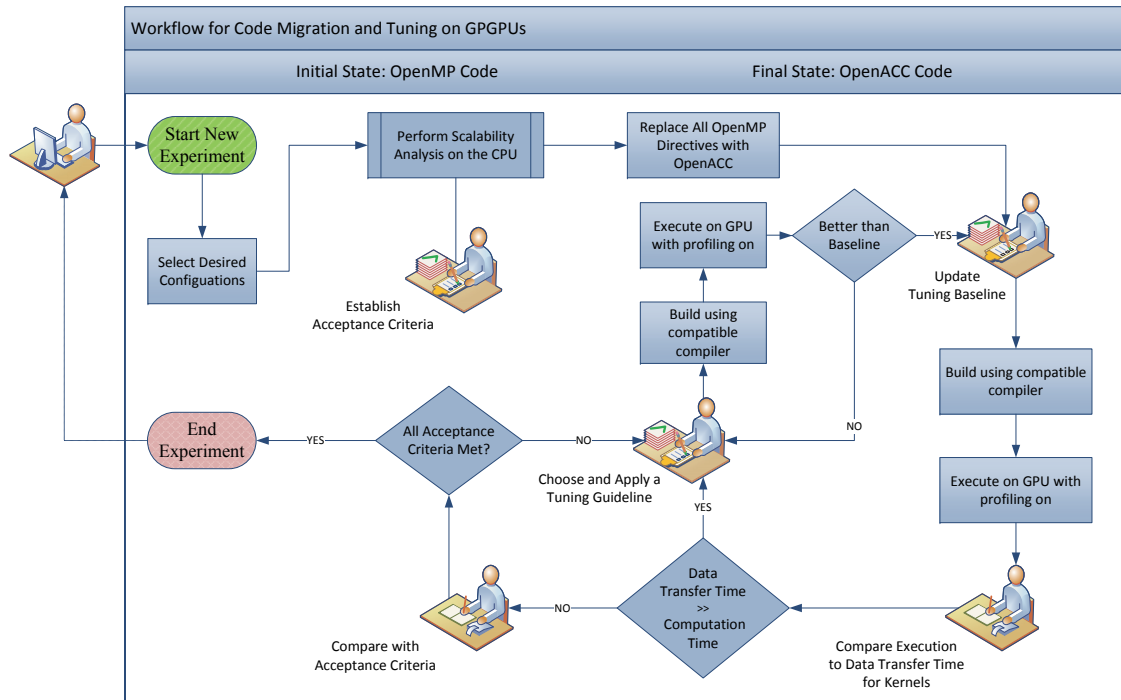 Workflow for Code Migration and Tuning on GPGPUs
Initial State: OpenMP Code
Final State: OpenACC Code
Start New
Experiment
Perform Scalability
Analysis on the CPU
Replace All OpenMP
Directives with
OpenACC
Select Desired
Configuations
Establish
Acceptance Criteria
Execute on GPU
with profiling on
Better than
Baseline
YES
Update
Tuning Baseline
Build using
compatible
compiler
Build using compatible
compiler
NO
End
Experiment
YES
All Acceptance
Criteria Met?
NO
Choose and Apply a
Tuning Guideline
Execute on GPU with
profiling on
YES
Data
Transfer Time
>>
Computation
Time
NO
Compare with
Acceptance Criteria
Compare Execution
to Data Transfer Time
for Kernels